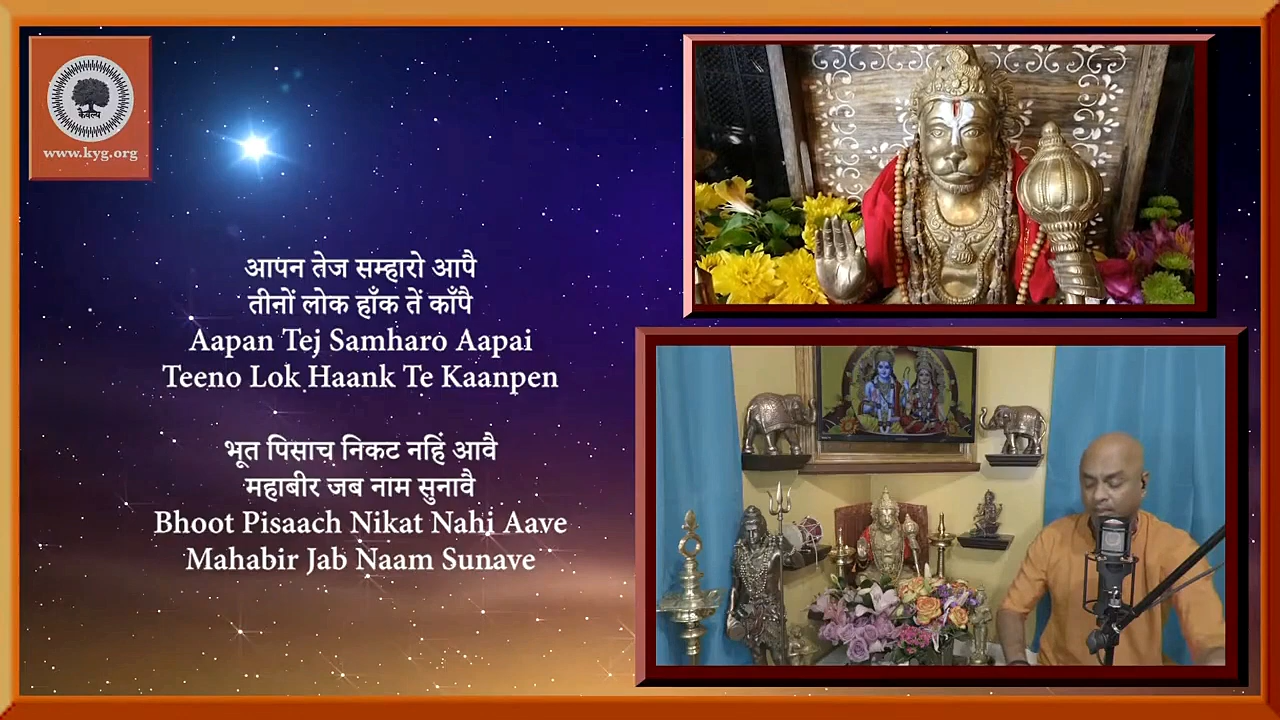 कैवल्य
www.kyg.org
आपन तेज सम्हारो आपै
तीनों लोक हाँक तें काँपै
Aapan Tej Samharo Aapai
Teeno Lok Haank Te Kaanpen
भूत पिसाच निकट नहिं आवै
महाबीर जब नाम सुनावै
Bhoot Pisaach Nikat Nahi Aave
Mahabir Jab Naam Sunave